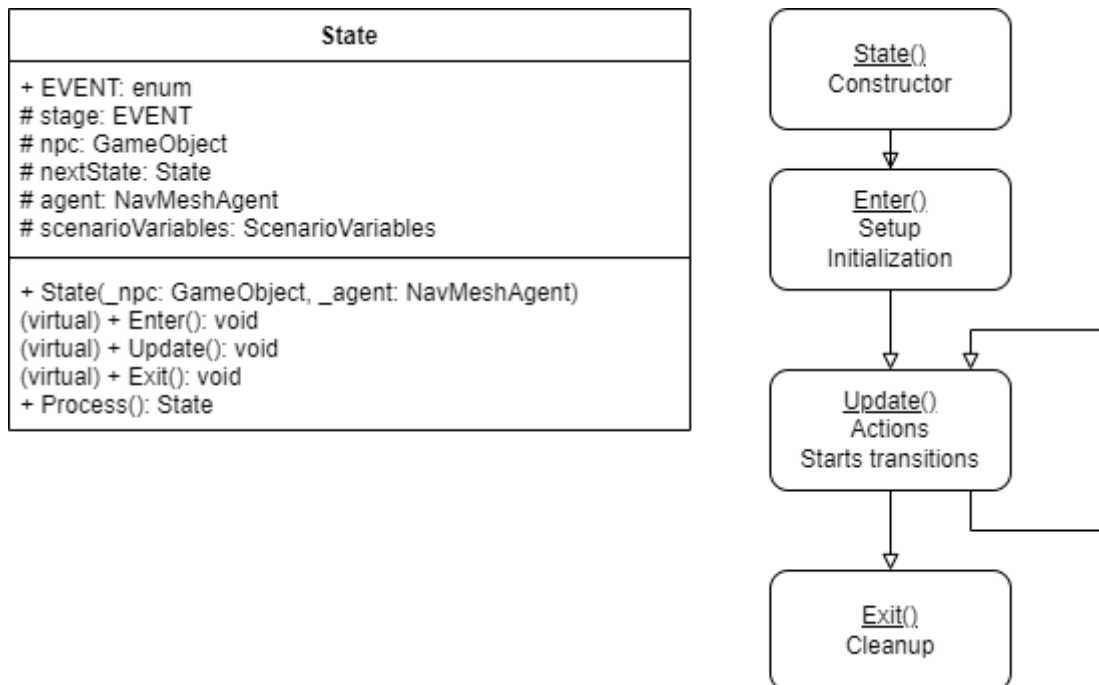 State
+ EVENT: enum
# stage: EVENT
# npc: GameObject
# nextState: State
# agent: NavMeshAgent
# scenarioVariables: ScenarioVariables
+ State(_npc: GameObject, _agent: NavMeshAgent)
(virtual) + Enter(): void
(virtual) + Update(): void
(virtual) + Exit(): void
+ Process(): State
State()
Constructor
Enter()
Setup
Initialization
Update()
Actions
Starts transitions
Exit()
Cleanup